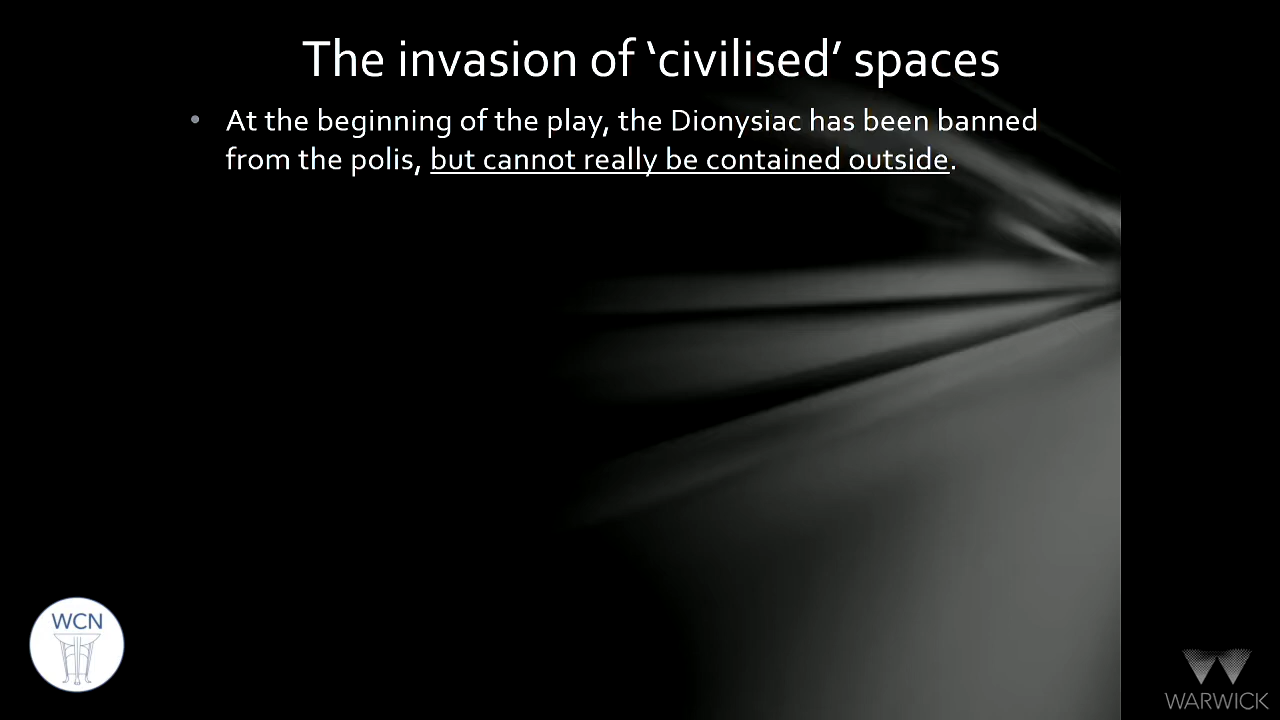 The invasion of ‘civilised’ spaces
• At the beginning of the play, the Dionysiac has been banned
from the polis, but cannot really be contained outside.
WCN
WARWICK